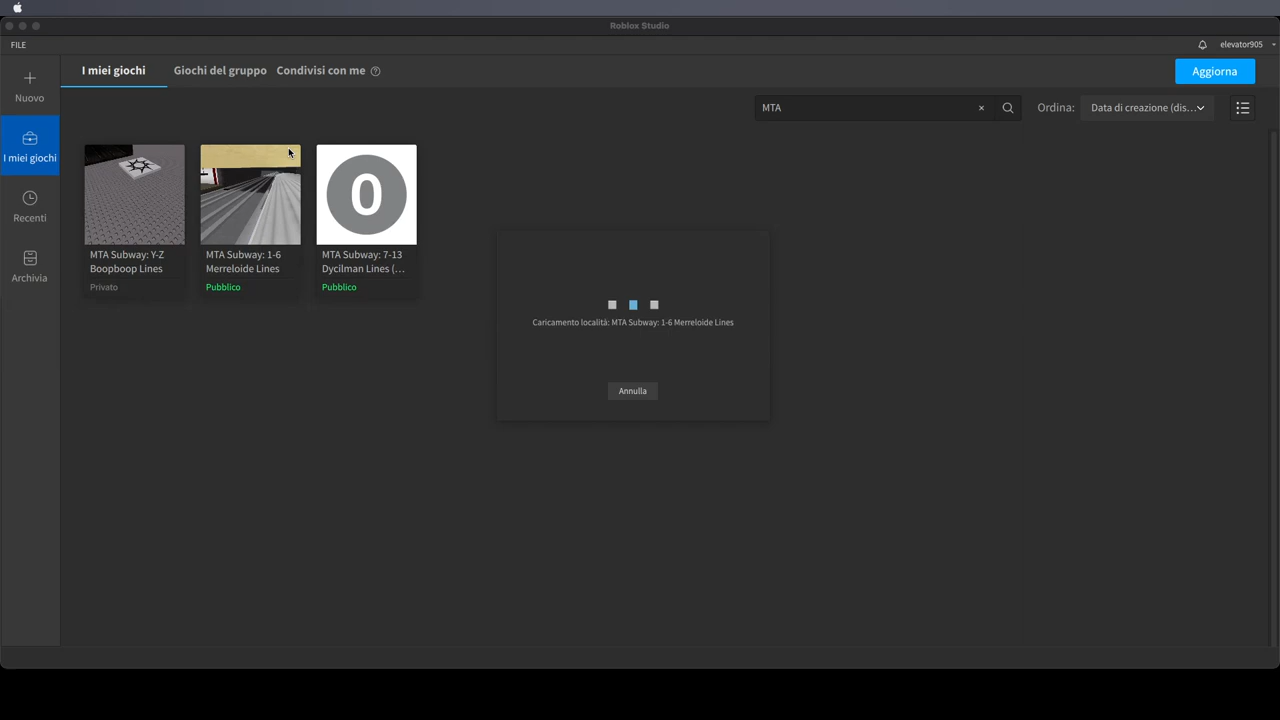 Roblox Studio
FILE
elevator905
I miei giochi
Giochi del gruppo
Condivisi con me
Aggiorna
Nuovo
MTA
Ordina:
Data di creazione (dis...
I miei giochi
Recenti
Archivia
MTA Subway: Y-Z
Boopboop Lines
Privato
MTA Subway: 1-6
Merreloide Lines
Pubblico
0
MTA Subway: 7-13
Dycilman Lines (...
Pubblico
Caricamento località: MTA Subway: 1-6 Merreloide Lines
Annulla